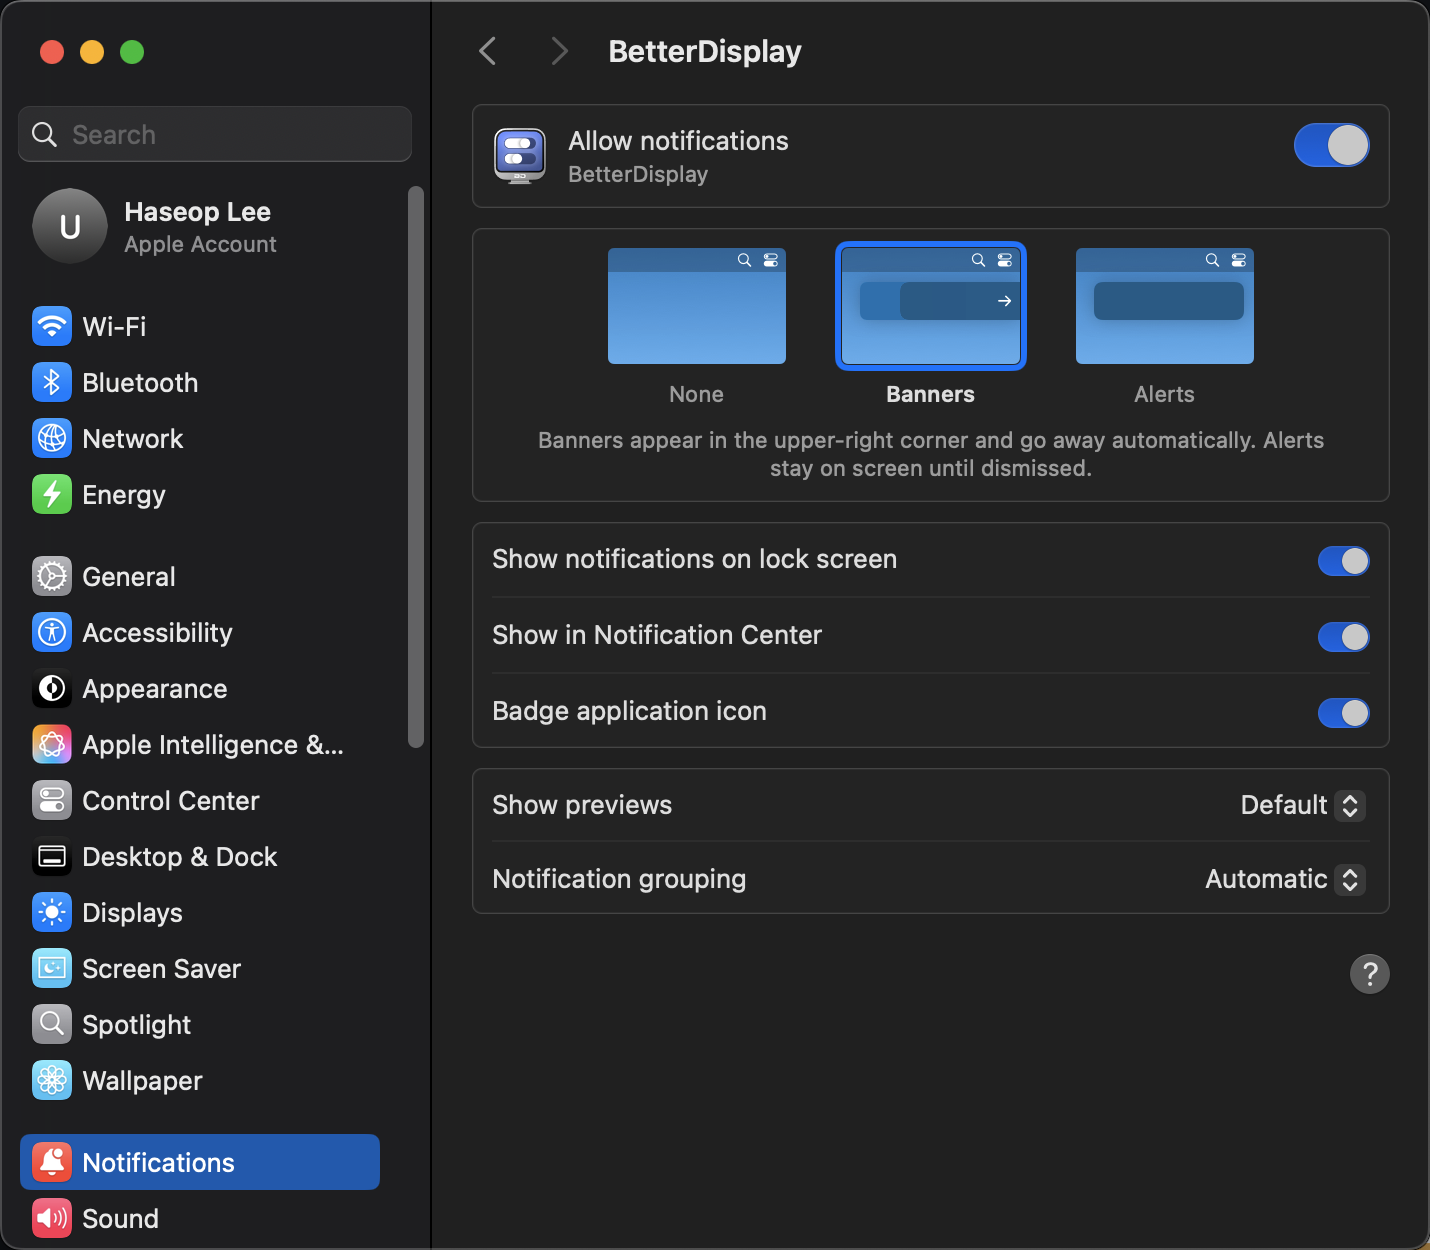 BetterDisplay
Search
U
Haseop Lee
Apple Account
Wi-Fi
Bluetooth
Network
Energy
General
Accessibility
Appearance
Apple Intelligence &...
Control Center
Desktop & Dock
Displays
Screen Saver
Spotlight
Wallpaper
Notifications
Sound
Allow notifications
BetterDisplay
None
Banners
Alerts
Banners appear in the upper-right corner and go away automatically. Alerts
stay on screen until dismissed.
Show notifications on lock screen
Show in Notification Center
Badge application icon
Show previews
Default
Notification grouping
Automatic
?